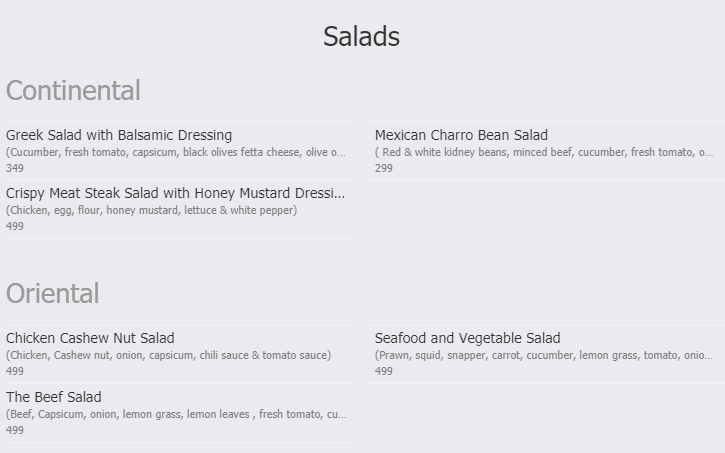 Salads
Continental
Greek Salad with Balsamic Dressing
(Cucumber, fresh tomato, capsicum, black olives fetta cheese, olive o...
349
Mexican Charro Bean Salad
( Red & white kidney beans, minced beef, cucumber, fresh tomato, o...
299
Crispy Meat Steak Salad with Honey Mustard Dressi...
(Chicken, egg, flour, honey mustard, lettuce & white pepper)
499
Oriental
Chicken Cashew Nut Salad
(Chicken, Cashew nut, onion, capsicum, chili sauce & tomato sauce)
499
Seafood and Vegetable Salad
(Prawn, squid, snapper, carrot, cucumber, lemon grass, tomato, onio...
499
The Beef Salad
(Beef, Capsicum, onion, lemon grass, lemon leaves , fresh tomato, cu...
499